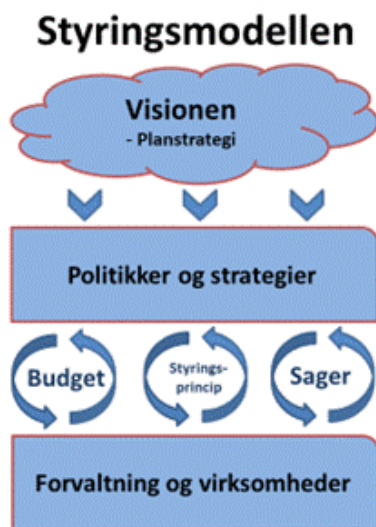 Styringsmodellen
Visionen
- Planstrategi
Politikker og strategier
Budget
Styrings-
princip
Sager
Forvaltning og virksomheder